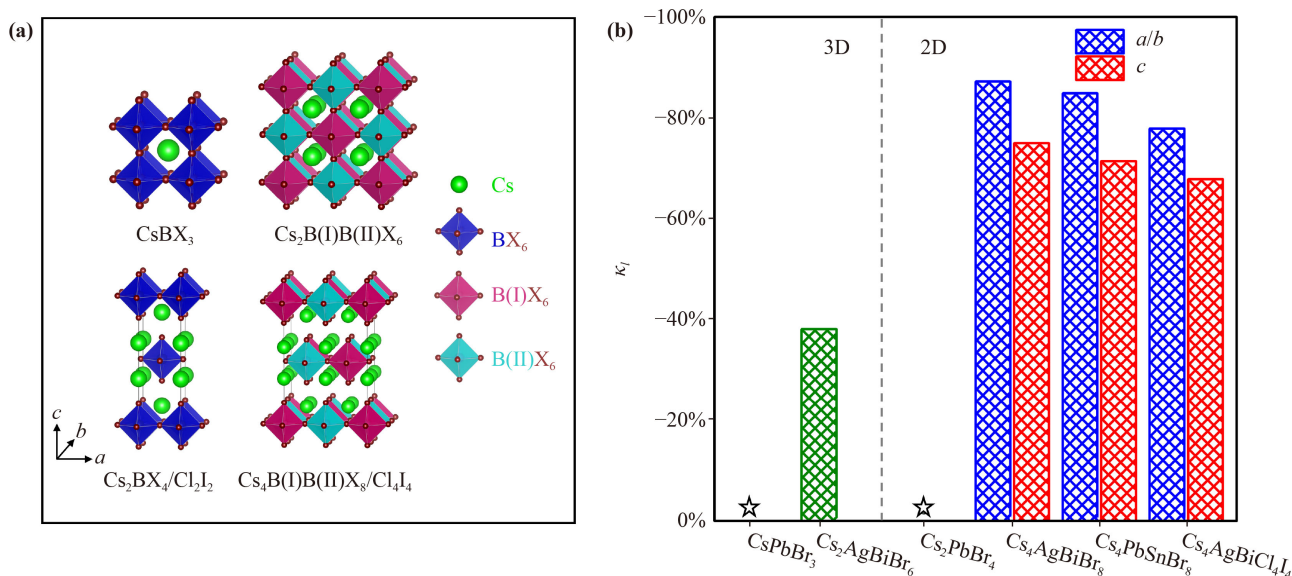 (a)
CsBX₃
Cs₂B(I)B(II)X₆
Cs
BX₆
B(I)X₆
B(II)X₆
c
b
a
Cs₂BX₄/Cl₂I₂
Cs₄B(I)B(II)X₈/Cl₄I₄
(b)
−100%
−80%
−60%
−40%
−20%
0%
κₗ
3D
2D
a/b
c
CsPbBr₃
Cs₂AgBiBr₆
Cs₂PbBr₄
Cs₄AgBiBr₈
Cs₄PbSnBr₈
Cs₄AgBiCl₄I₄